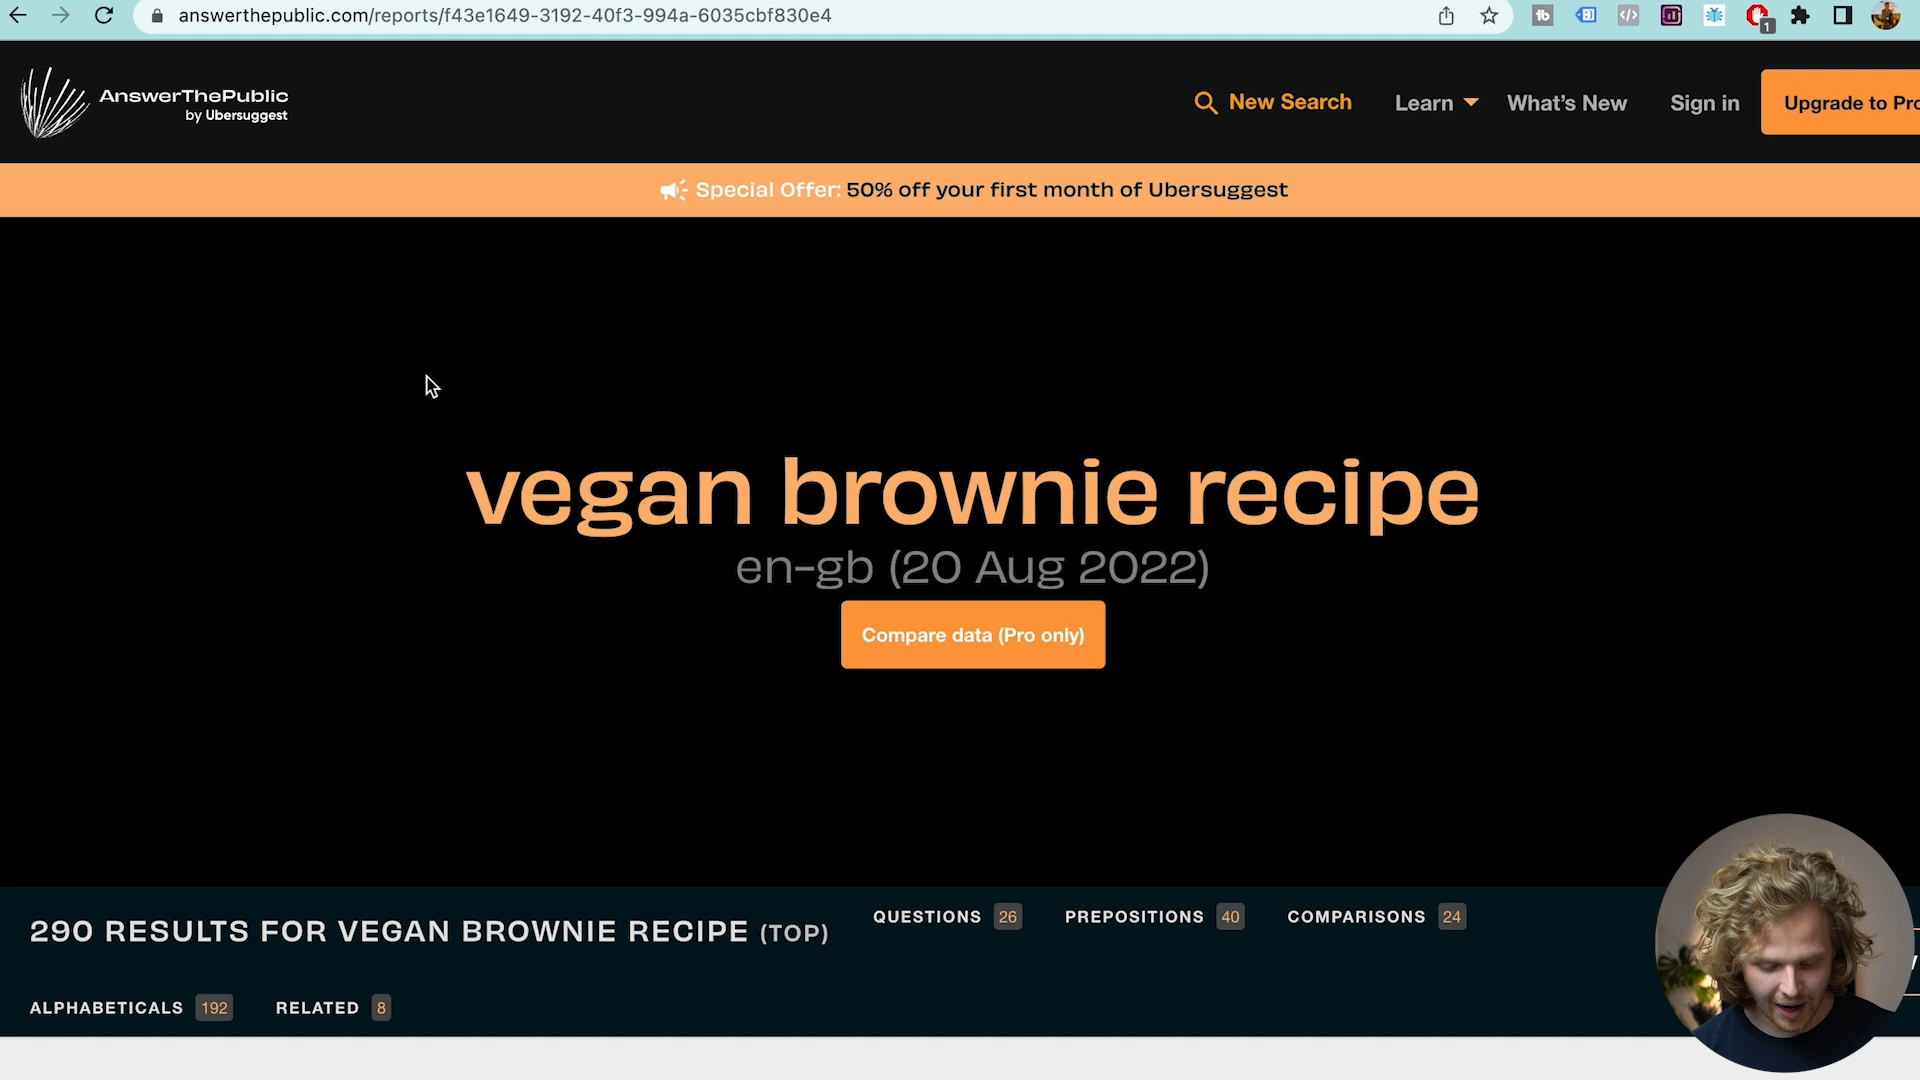 answerthepublic.com/reports/f43e1649-3192-40f3-994a-6035cbf830e4
1
AnswerThePublic
by Ubersuggest
New Search
Learn
What's New
Sign in
Upgrade to Pro
Special Offer: 50% off your first month of Ubersuggest
vegan brownie recipe
en-gb (20 Aug 2022)
Compare data (Pro only)
290 RESULTS FOR VEGAN BROWNIE RECIPE (TOP)
QUESTIONS 26
PREPOSITIONS 40
COMPARISONS 24
ALPHABETICALS 192
RELATED 8